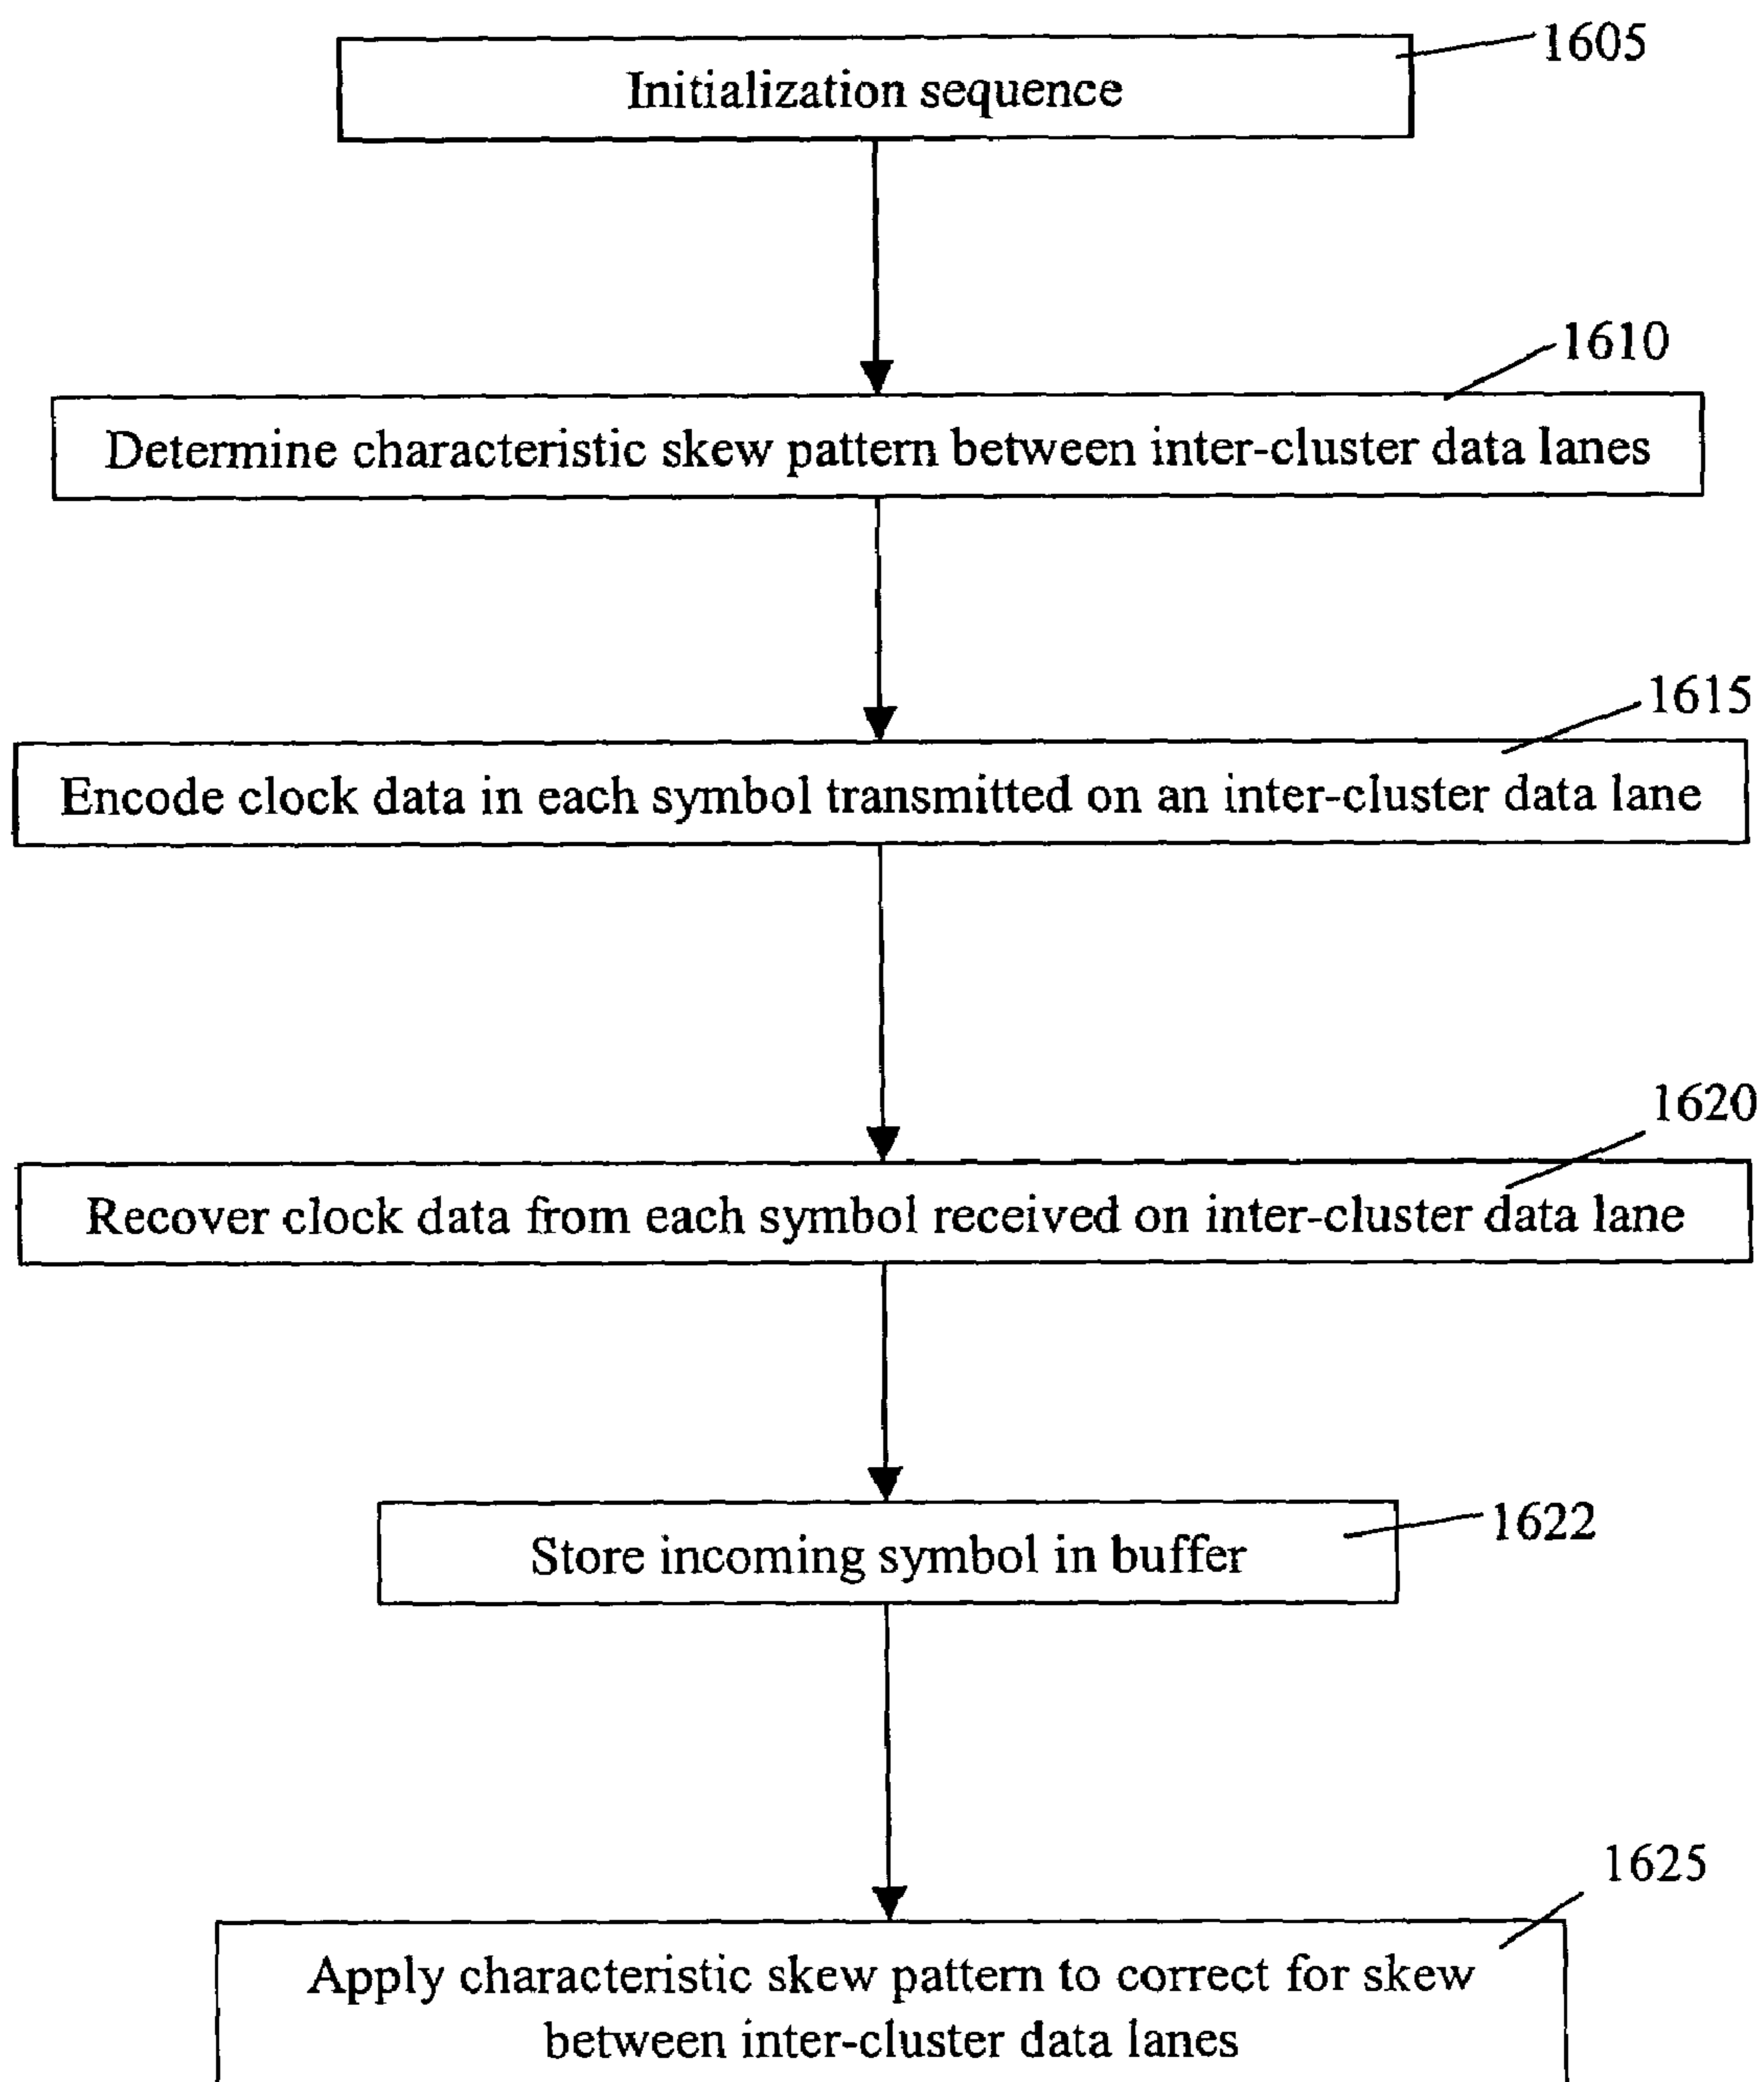 1605
Initialization sequence
1610
Determine characteristic skew pattern between inter-cluster data lanes
1615
Encode clock data in each symbol transmitted on an inter-cluster data lane
1620
Recover clock data from each symbol received on inter-cluster data lane
1622
Store incoming symbol in buffer
1625
Apply characteristic skew pattern to correct for skew
between inter-cluster data lanes